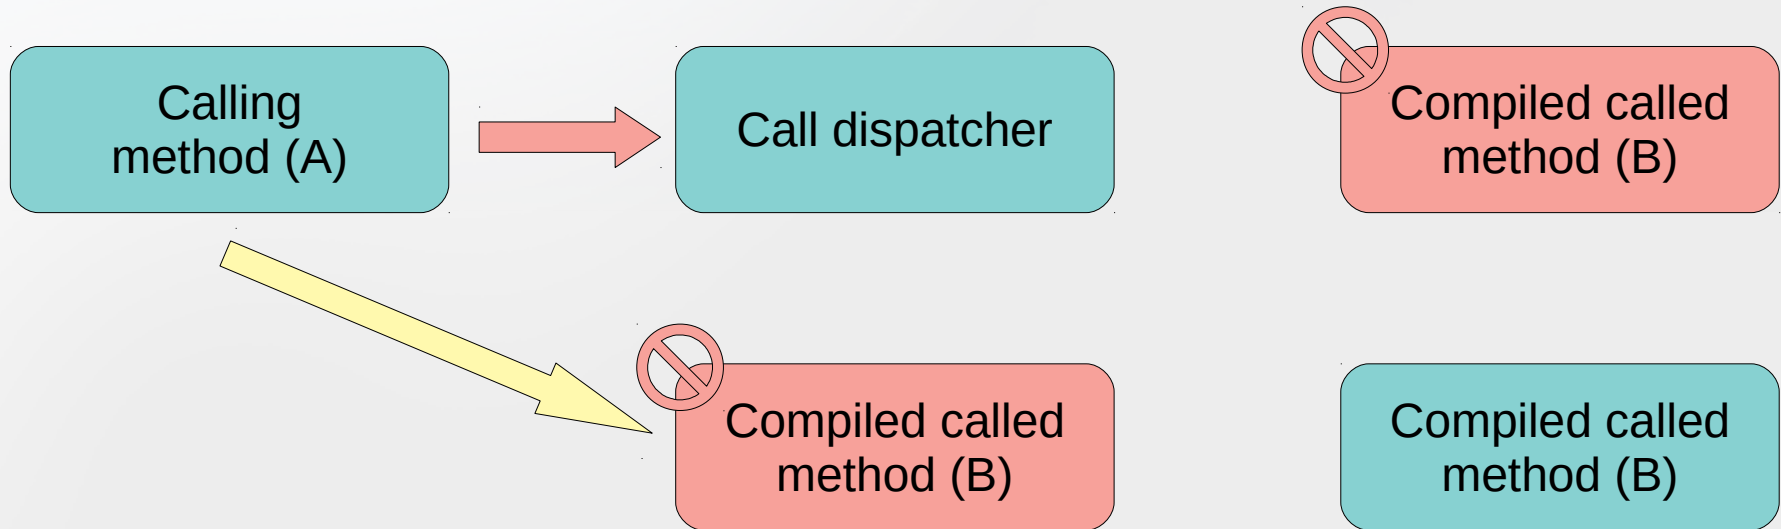 Calling
method (A)
Call dispatcher
Compiled called
method (B)
Compiled called
method (B)
Compiled called
method (B)